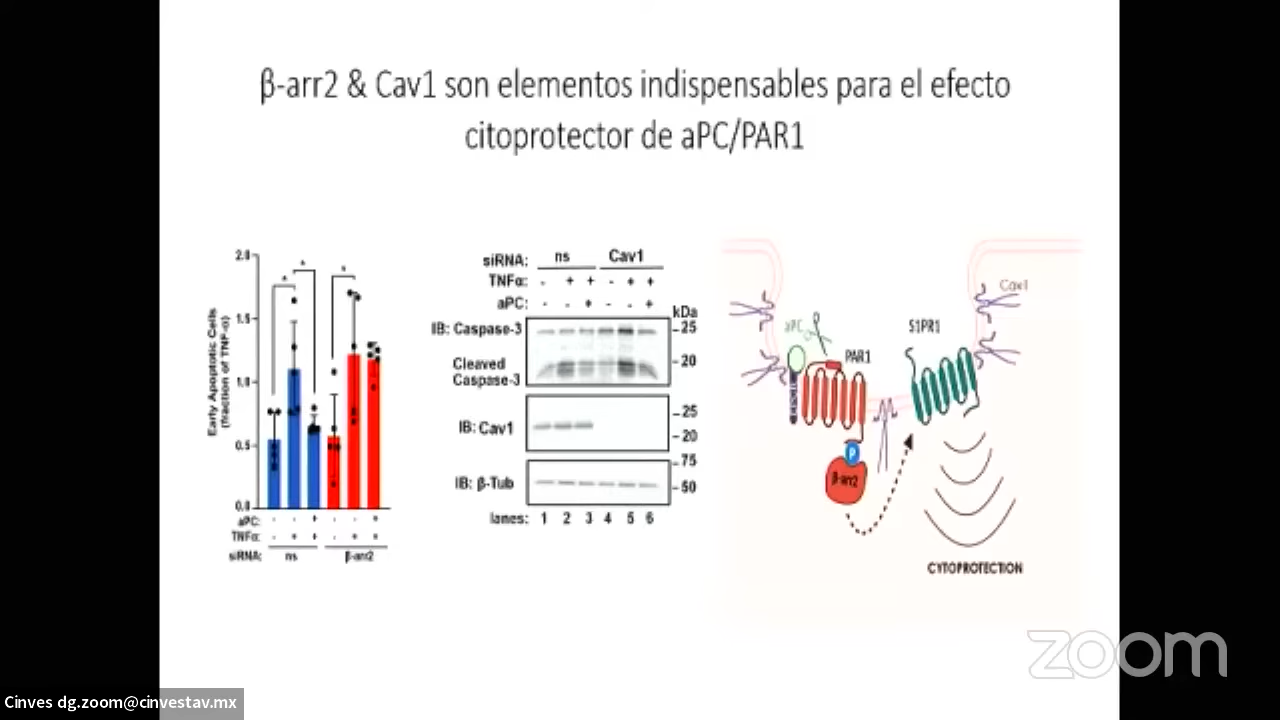 β-arr2 & Cav1 son elementos indispensables para el efecto
citoprotector de aPC/PAR1
2.0
1.5
1.0
0.5
0.0
Early Apoptotic Cells
(fraction of TNF-α)
* * *
aPC: - - + - - +
TNFα: - + + - + +
siRNA: ns β-arr2
siRNA: ns Cav1
TNFα: - + + - + +
aPC: - - + - - +
kDa
IB: Caspase-3
25
Cleaved
Caspase-3
20
IB: Cav1
25
20
IB: β-Tub
75
50
lanes: 1 2 3 4 5 6
Cav1
aPC
S1PR1
PAR1
P
β-arr2
CYTOPROTECTION
zoom
Cinves dg.zoom@cinvestav.mx